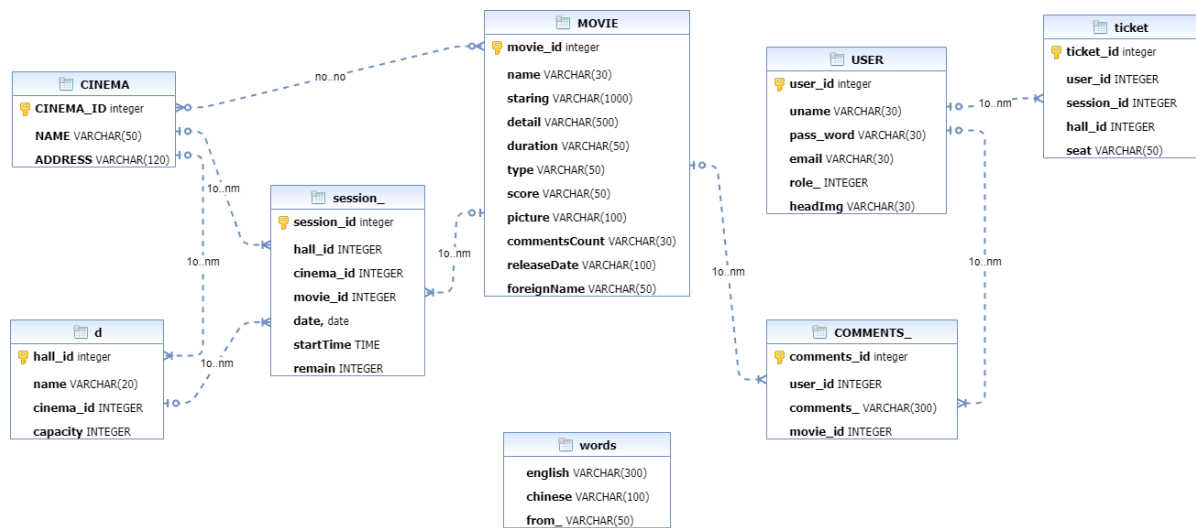 CINEMA
CINEMA_ID integer
NAME VARCHAR(50)
ADDRESS VARCHAR(120)
no..no
MOVIE
movie_id integer
name VARCHAR(30)
staring VARCHAR(1000)
detail VARCHAR(500)
duration VARCHAR(50)
type VARCHAR(50)
score VARCHAR(50)
picture VARCHAR(100)
commentsCount VARCHAR(30)
releaseDate VARCHAR(100)
foreignName VARCHAR(50)
USER
user_id integer
uname VARCHAR(30)
pass_word VARCHAR(30)
email VARCHAR(30)
role_ INTEGER
headImg VARCHAR(30)
1o..nm
ticket
ticket_id integer
user_id INTEGER
session_id INTEGER
hall_id INTEGER
seat VARCHAR(50)
1o..nm
1o..nm
session_
session_id integer
hall_id INTEGER
cinema_id INTEGER
movie_id INTEGER
date, date
startTime TIME
remain INTEGER
1o..nm
1o..nm
1o..nm
d
hall_id integer
name VARCHAR(20)
cinema_id INTEGER
capacity INTEGER
1o..nm
COMMENTS_
comments_id integer
user_id INTEGER
comments_ VARCHAR(300)
movie_id INTEGER
words
english VARCHAR(300)
chinese VARCHAR(100)
from_ VARCHAR(50)